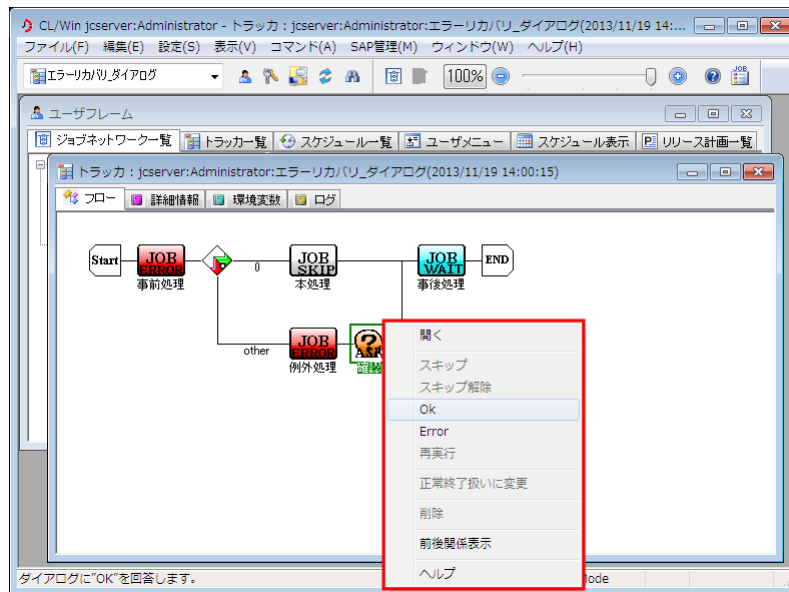 CL/Win jcserver:Administrator - トラッカ : jcserver:Administrator:エラーリカバリ_ダイアログ(2013/11/19 14:...
ファイル(F) 編集(E) 設定(S) 表示(V) コマンド(A) SAP管理(M) ウィンドウ(W) ヘルプ(H)
エラーリカバリ_ダイアログ 100% JOB
ユーザフレーム
ジョブネットワーク一覧 トラッカ一覧 スケジュール一覧 ユーザメニュー スケジュール表示 リリース計画一覧
トラッカ : jcserver:Administrator:エラーリカバリ_ダイアログ(2013/11/19 14:00:15)
フロー 詳細情報 環境変数 ログ
Start JOB ERROR 0 JOB SKIP JOB WAIT END
事前処理 本処理 事後処理
other JOB ERROR ? ASK
例外処理 確認
開く
スキップ
スキップ解除
Ok
Error
再実行
正常終了扱いに変更
削除
前後関係表示
ヘルプ
ダイアログに"OK"を回答します。